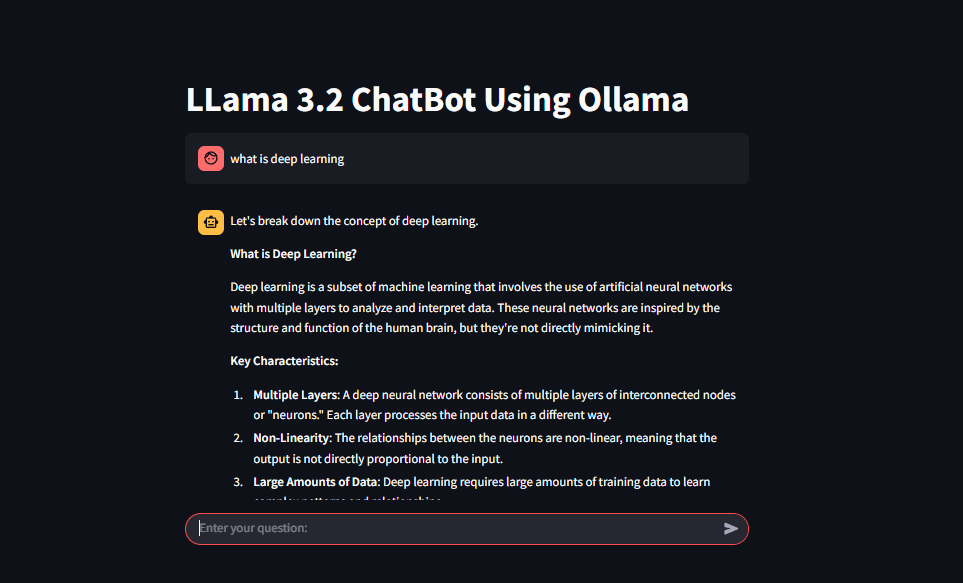 LLama 3.2 ChatBot Using Ollama
what is deep learning
Let's break down the concept of deep learning.
What is Deep Learning?
Deep learning is a subset of machine learning that involves the use of artificial neural networks
with multiple layers to analyze and interpret data. These neural networks are inspired by the
structure and function of the human brain, but they're not directly mimicking it.
Key Characteristics:
1. Multiple Layers: A deep neural network consists of multiple layers of interconnected nodes
or "neurons." Each layer processes the input data in a different way.
2. Non-Linearity: The relationships between the neurons are non-linear, meaning that the
output is not directly proportional to the input.
3. Large Amounts of Data: Deep learning requires large amounts of training data to learn
complex patterns and relationships.
Enter your question: